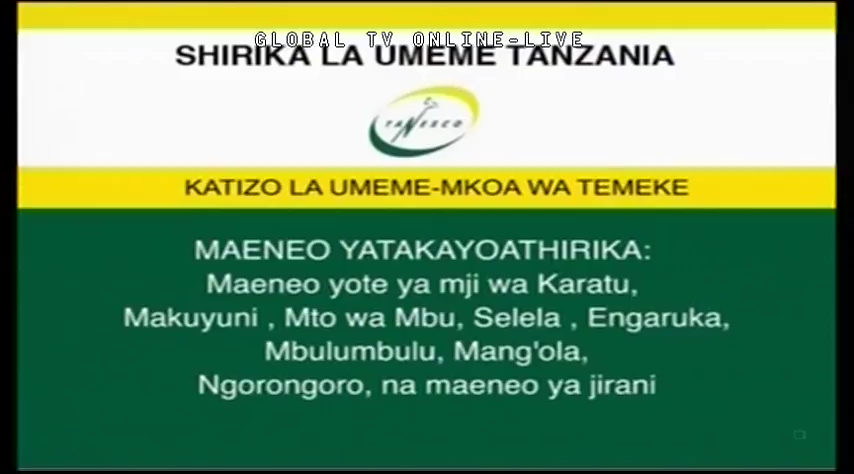 GLOBAL TV ONLINE-LIVE
SHIRIKA LA UMEME TANZANIA
TANESCO
KATIZO LA UMEME-MKOA WA TEMEKE
MAENEO YATAKAYOATHIRIKA:
Maeneo yote ya mji wa Karatu,
Makuyuni , Mto wa Mbu, Selela , Engaruka,
Mbulumbulu, Mang'ola,
Ngorongoro, na maeneo ya jirani